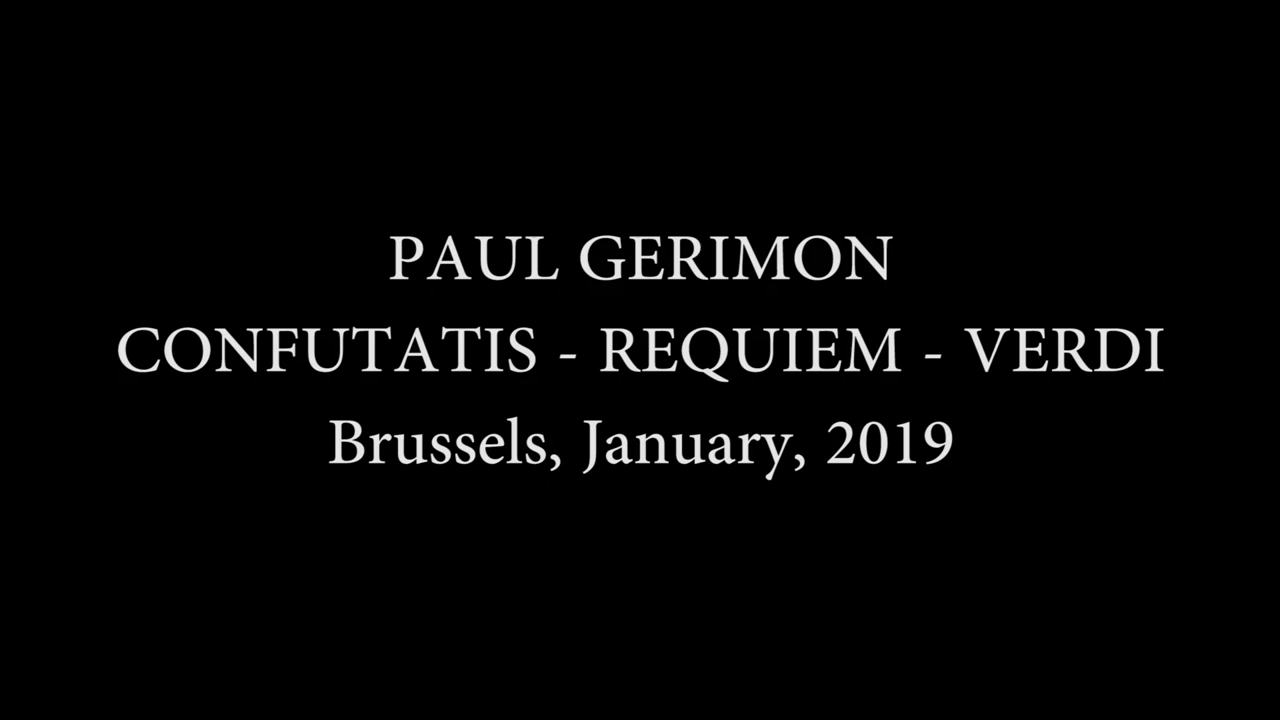 PAUL GERIMON
CONFUTATIS - REQUIEM - VERDI
Brussels, January, 2019